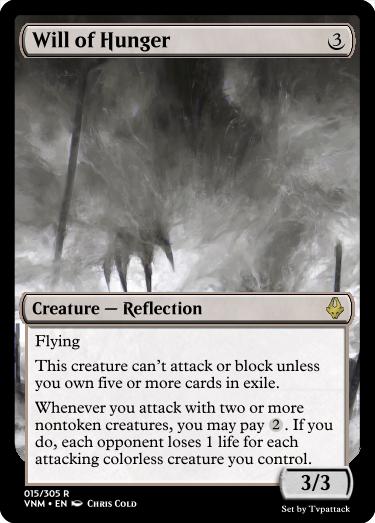 Will of Hunger 3
Creature — Reflection
Flying
This creature can't attack or block unless
you own five or more cards in exile.
Whenever you attack with two or more
nontoken creatures, you may pay 2. If you
do, each opponent loses 1 life for each
attacking colorless creature you control.
3/3
015/305 R
VNM • EN Chris Cold
Set by Tvpattack